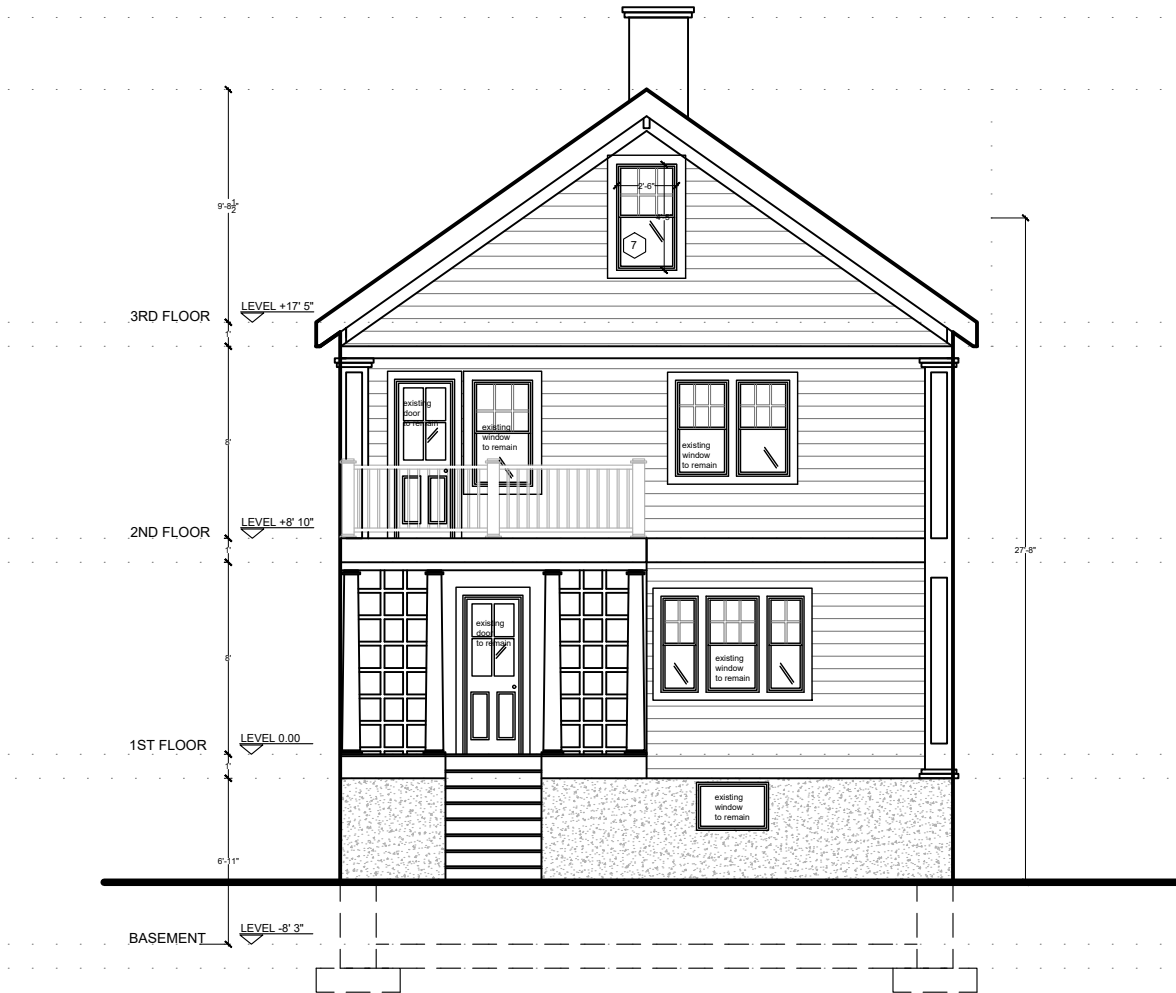 2'-6"
7
9'-8½"
LEVEL +17' 5"
3RD FLOOR
existing
door
to remain
existing
window
to remain
existing
window
to remain
8'
LEVEL +8' 10"
2ND FLOOR
27'-8"
existing
door
to remain
existing
window
to remain
8'
LEVEL 0.00
1ST FLOOR
existing
window
to remain
6'-11"
LEVEL -8' 3"
BASEMENT